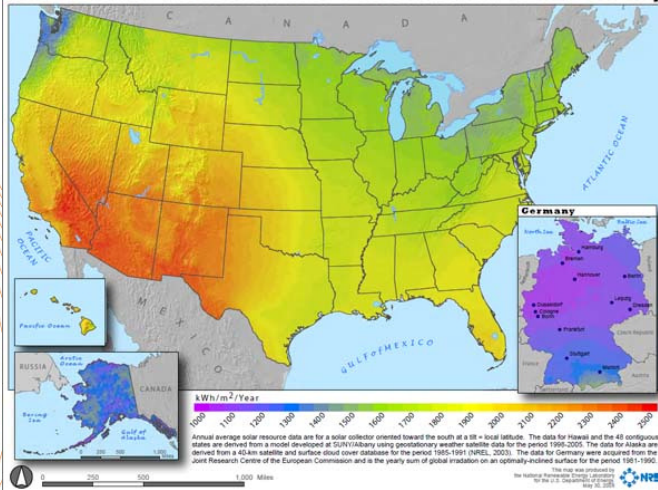 C A N A D A
ATLANTIC OCEAN
PACIFIC OCEAN
MEXICO
GULF of MEXICO
Pacific Ocean
Arctic Ocean
RUSSIA
CANADA
Bering Sea
Gulf of Alaska
Germany
North Sea
Baltic Sea
Hamburg
Bremen
Hannover
Berlin
Leipzig
Dresden
Düsseldorf
Cologne
Bonn
Frankfurt
Czech Republic
France
Stuttgart
Munich
Austria
kWh/m²/Year
1000 1100 1200 1300 1400 1500 1600 1700 1800 1900 2000 2100 2200 2300 2400 2500
Annual average solar resource data are for a solar collector oriented toward the south at a tilt = local latitude. The data for Hawaii and the 48 contiguous
states are derived from a model developed at SUNY/Albany using geostationary weather satellite data for the period 1998-2005. The data for Alaska are
derived from a 40-km satellite and surface cloud cover database for the period 1985-1991 (NREL, 2003). The data for Germany were acquired from the
Joint Research Centre of the European Commission and is the yearly sum of global irradiation on an optimally-inclined surface for the period 1981-1990.
0 250 500 1,000 Miles
This map was produced by
the National Renewable Energy Laboratory
for the U.S. Department of Energy
NRE